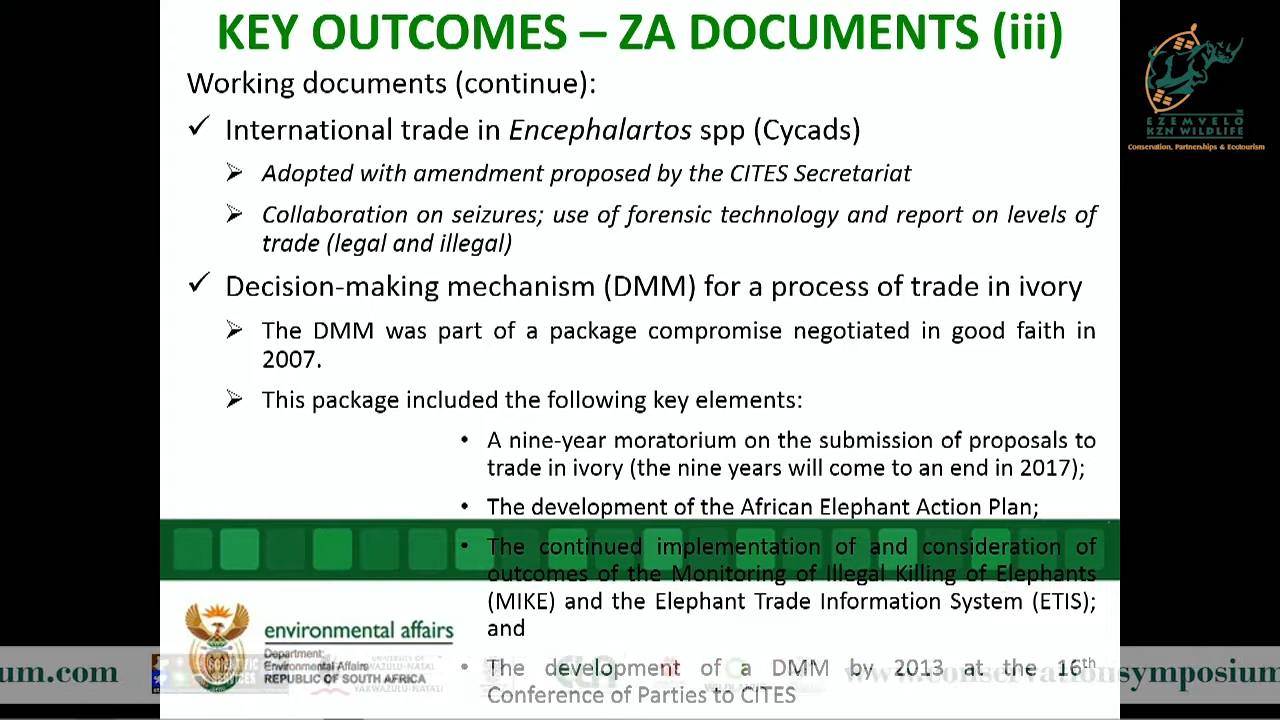 KEY OUTCOMES – ZA DOCUMENTS (iii)
Working documents (continue):
✓ International trade in Encephalartos spp (Cycads)
➢ Adopted with amendment proposed by the CITES Secretariat
➢ Collaboration on seizures; use of forensic technology and report on levels of
trade (legal and illegal)
✓ Decision-making mechanism (DMM) for a process of trade in ivory
➢ The DMM was part of a package compromise negotiated in good faith in
2007.
➢ This package included the following key elements:
• A nine-year moratorium on the submission of proposals to
trade in ivory (the nine years will come to an end in 2017);
• The development of the African Elephant Action Plan;
• The continued implementation of and consideration of
outcomes of the Monitoring of Illegal Killing of Elephants
(MIKE) and the Elephant Trade Information System (ETIS);
and
• The development of a DMM by 2013 at the 16th
Conference of Parties to CITES
EZEMVELO
KZN WILDLIFE
Conservation, Partnerships & Ecotourism
environmental affairs
Department:
Environmental Affairs
REPUBLIC OF SOUTH AFRICA
um.com
www.conservationsymposium